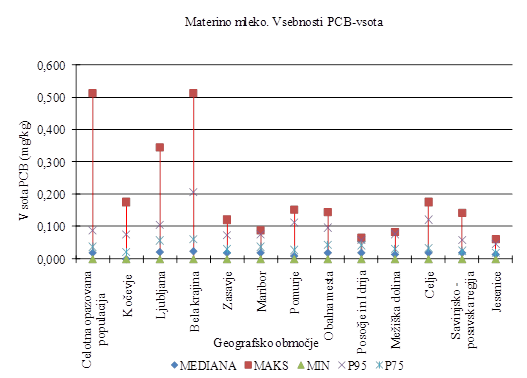 Materino mleko. Vsebnosti PCB-vsota
0,600
0,500
0,400
0,300
0,200
0,100
0,000
Vsota PCB (mg/kg)
Celotna opazovana
populacija
Kočevje
Ljubljana
Bela krajina
Zasavje
Maribor
Pomurje
Obalna mesta
Posočje in Idrija
Mežiška dolina
Celje
Savinjsko -
posavska regija
Jesenice
Geografsko območje
MEDIANA MAKS MIN P95 P75